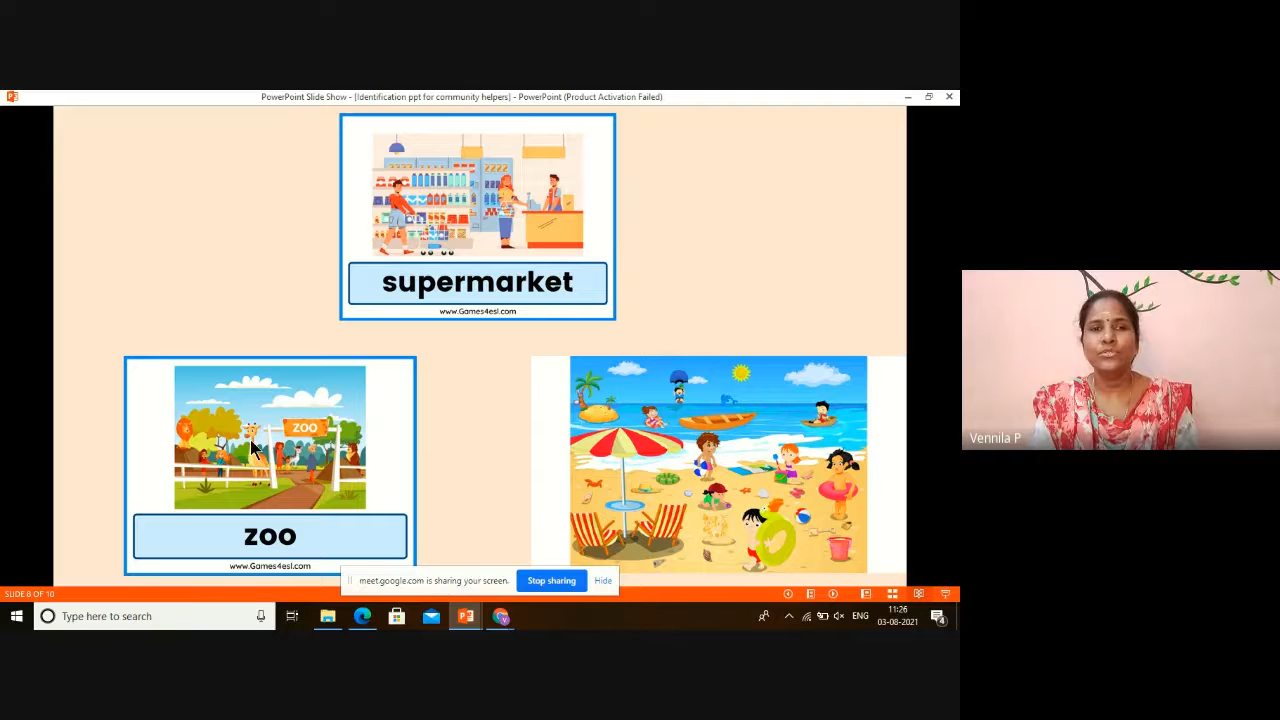 PowerPoint Slide Show - [Identification ppt for community helpers] - PowerPoint (Product Activation Failed)
supermarket
www.Games4esl.com
ZOO
zoo
www.Games4esl.com
Vennila P
meet.google.com is sharing your screen. Stop sharing Hide
SLIDE 8 OF 10
Type here to search
ENG
11:26
03-08-2021
4